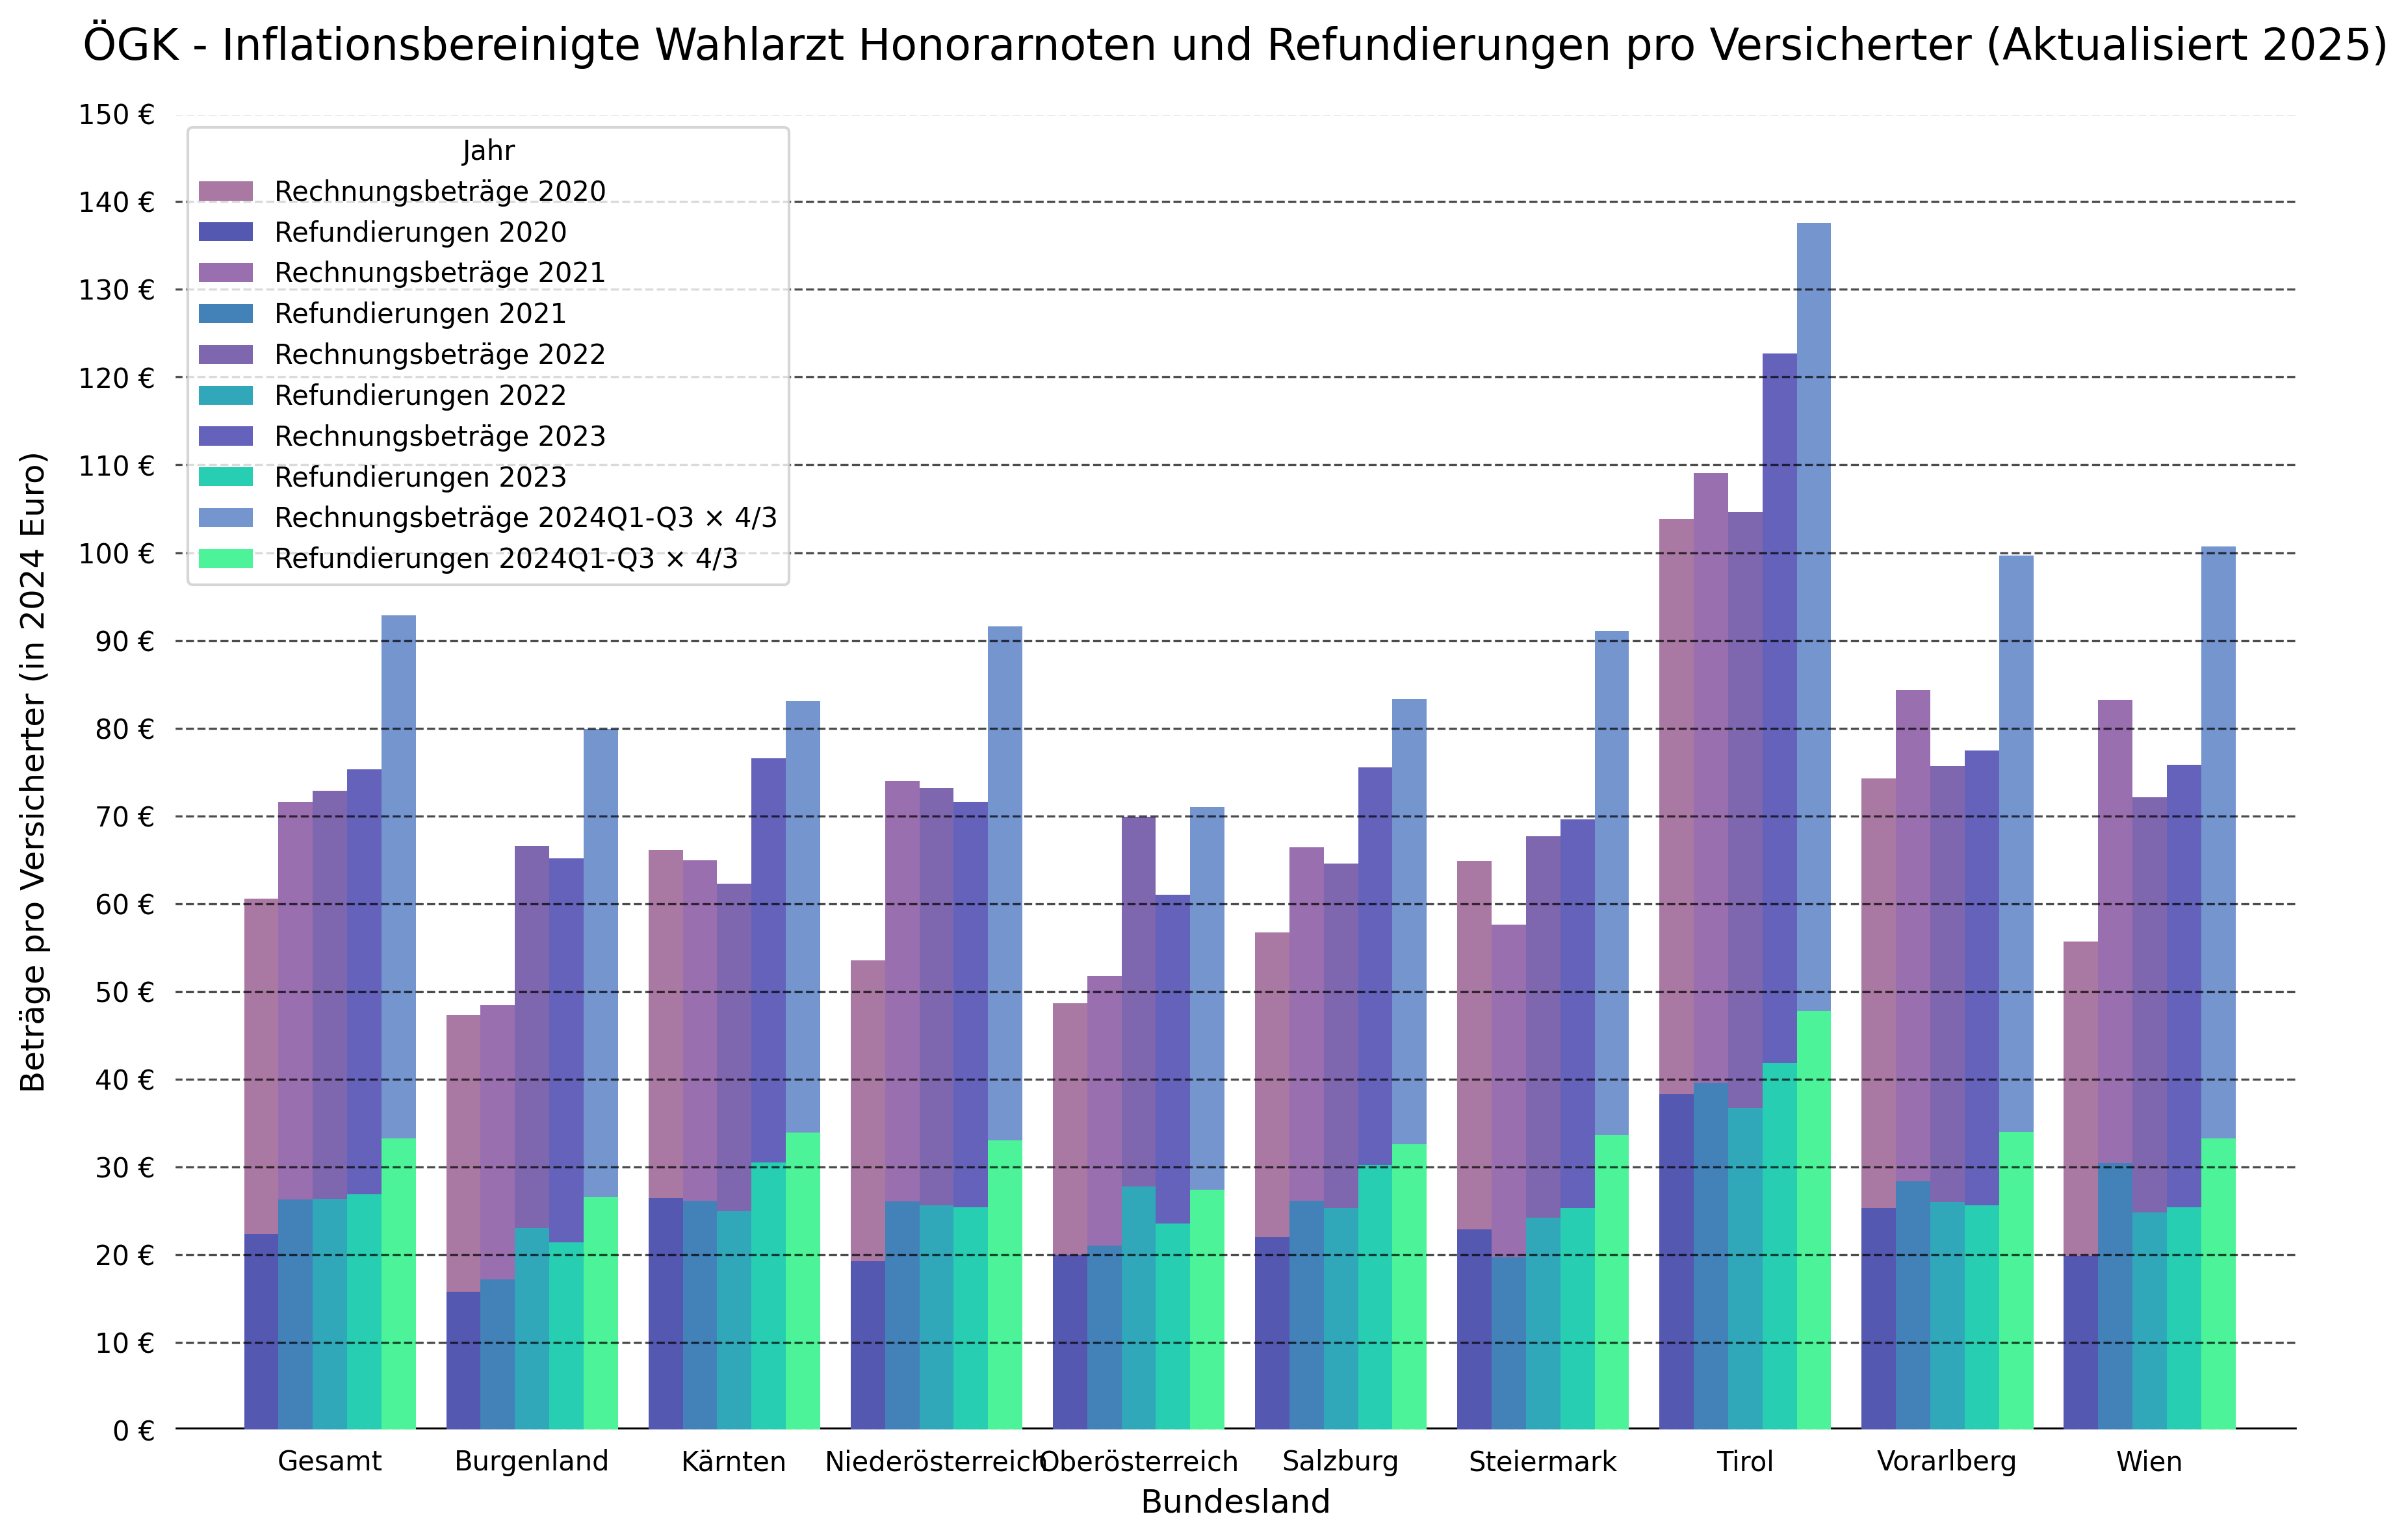 ÖGK - Inflationsbereinigte Wahlarzt Honorarnoten und Refundierungen pro Versicherter (Aktualisiert 2025)
Beträge pro Versicherter (in 2024 Euro)
150 €
140 €
130 €
120 €
110 €
100 €
90 €
80 €
70 €
60 €
50 €
40 €
30 €
20 €
10 €
0 €
Jahr
Rechnungsbeträge 2020
Refundierungen 2020
Rechnungsbeträge 2021
Refundierungen 2021
Rechnungsbeträge 2022
Refundierungen 2022
Rechnungsbeträge 2023
Refundierungen 2023
Rechnungsbeträge 2024Q1-Q3 × 4/3
Refundierungen 2024Q1-Q3 × 4/3
Gesamt Burgenland Kärnten Niederösterreich Oberösterreich Salzburg Steiermark Tirol Vorarlberg Wien
Bundesland